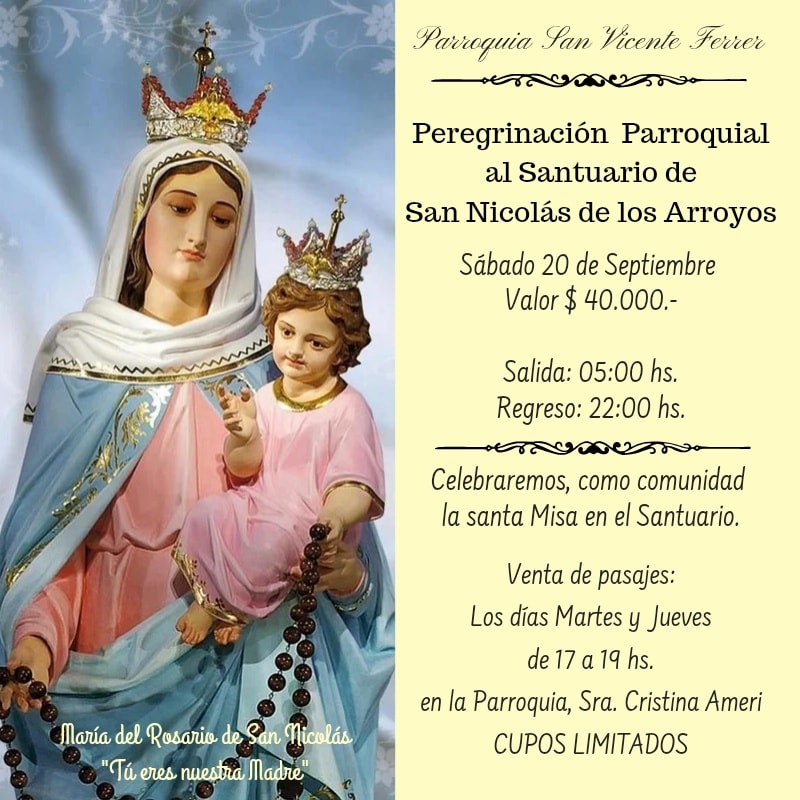 Parroquia San Vicente Ferrer
Peregrinación Parroquial
al Santuario de
San Nicolás de los Arroyos
Sábado 20 de Septiembre
Valor $ 40.000.-
Salida: 05:00 hs.
Regreso: 22:00 hs.
Celebraremos, como comunidad
la santa Misa en el Santuario.
Venta de pasajes:
Los días Martes y Jueves
de 17 a 19 hs.
en la Parroquia, Sra. Cristina Ameri
CUPOS LIMITADOS
María del Rosario de San Nicolás
"Tú eres nuestra Madre"